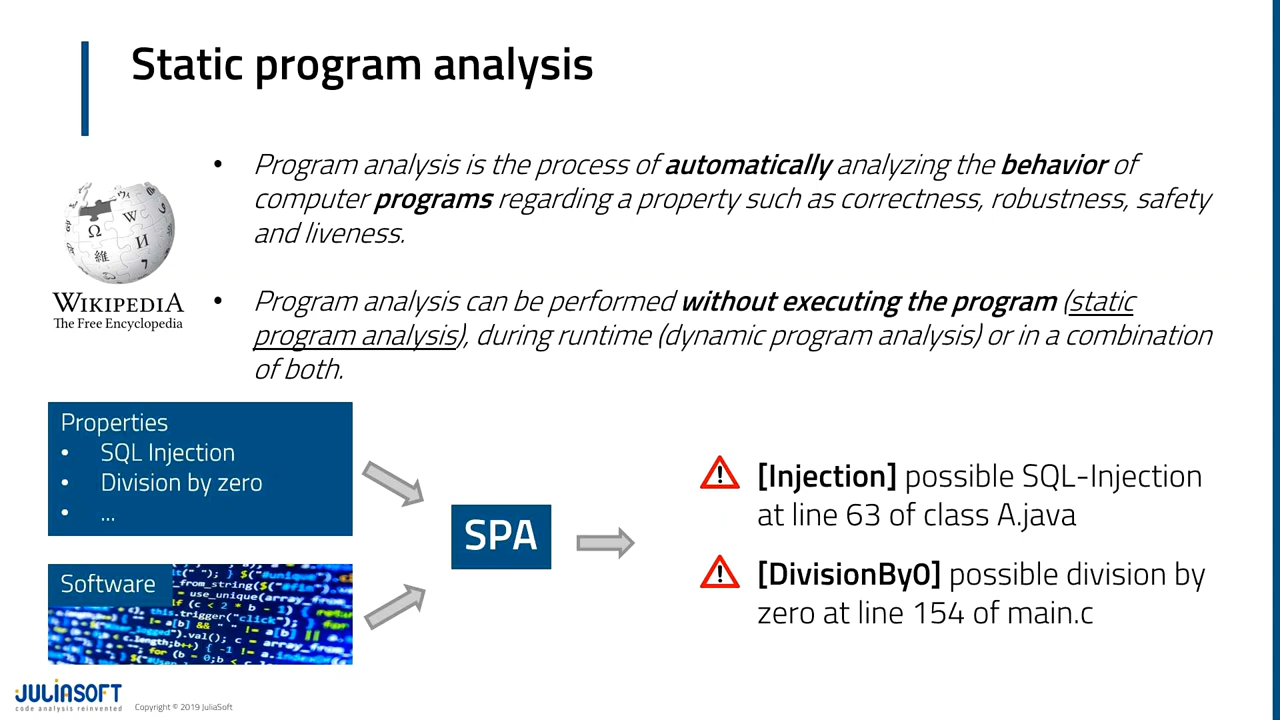 Static program analysis
• Program analysis is the process of automatically analyzing the behavior of
computer programs regarding a property such as correctness, robustness, safety
and liveness.
WIKIPEDIA
The Free Encyclopedia
• Program analysis can be performed without executing the program (static
program analysis), during runtime (dynamic program analysis) or in a combination
of both.
Properties
• SQL Injection
• Division by zero
• ...
Software
SPA
[Injection] possible SQL-Injection
at line 63 of class A.java
[DivisionBy0] possible division by
zero at line 154 of main.c
JULIASOFT
code analysis reinvented
Copyright © 2019 JuliaSoft